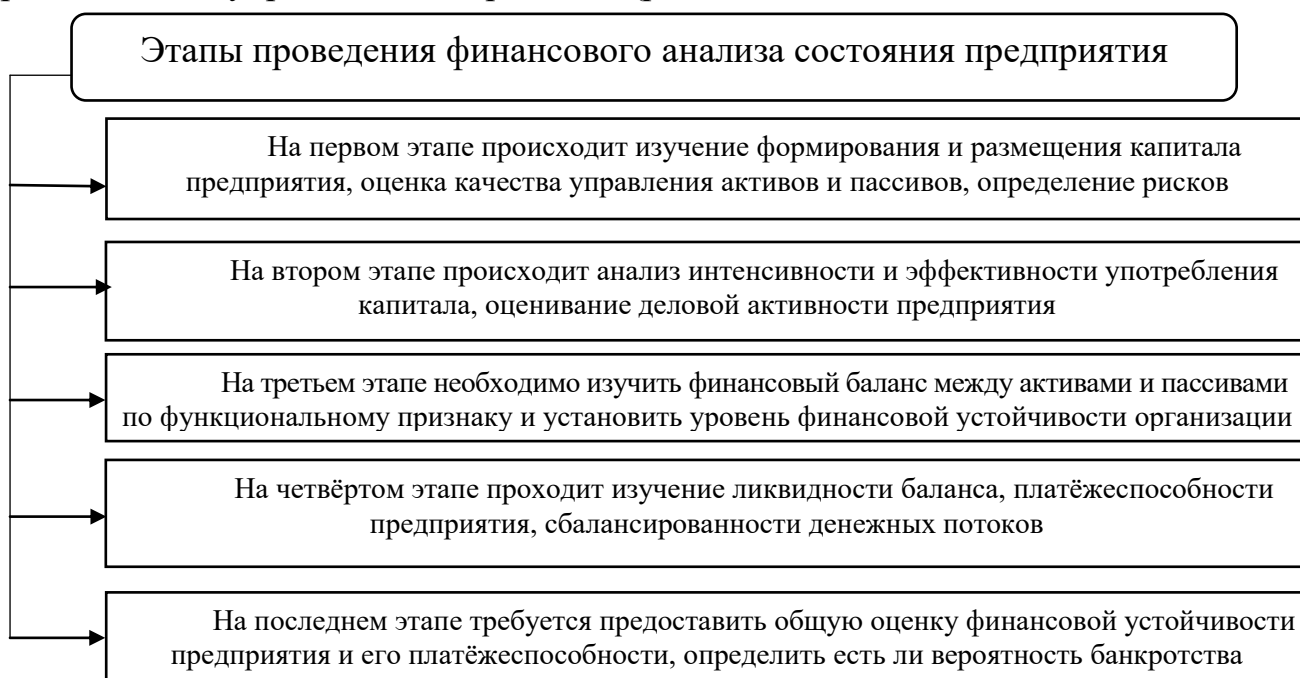 Этапы проведения финансового анализа состояния предприятия
На первом этапе происходит изучение формирования и размещения капитала
предприятия, оценка качества управления активов и пассивов, определение рисков
На втором этапе происходит анализ интенсивности и эффективности употребления
капитала, оценивание деловой активности предприятия
На третьем этапе необходимо изучить финансовый баланс между активами и пассивами
по функциональному признаку и установить уровень финансовой устойчивости организации
На четвёртом этапе проходит изучение ликвидности баланса, платёжеспособности
предприятия, сбалансированности денежных потоков
На последнем этапе требуется предоставить общую оценку финансовой устойчивости
предприятия и его платёжеспособности, определить есть ли вероятность банкротства